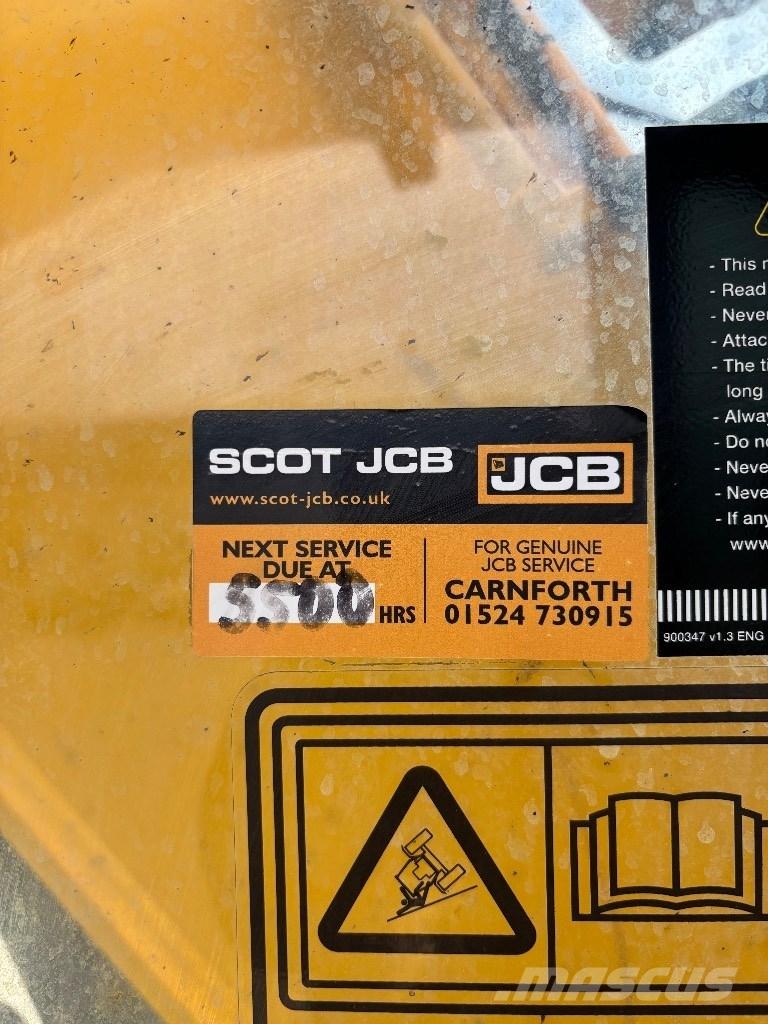 - This
- Read
- Never
- Attac
- The ti
long
- Alway
- Do no
- Neve
- Neve
- If any
www
900347 v1.3 ENG
SCOT JCB
www.scot-jcb.co.uk
JCB
NEXT SERVICE
DUE AT
5500 HRS
FOR GENUINE
JCB SERVICE
CARNFORTH
01524 730915
mascus